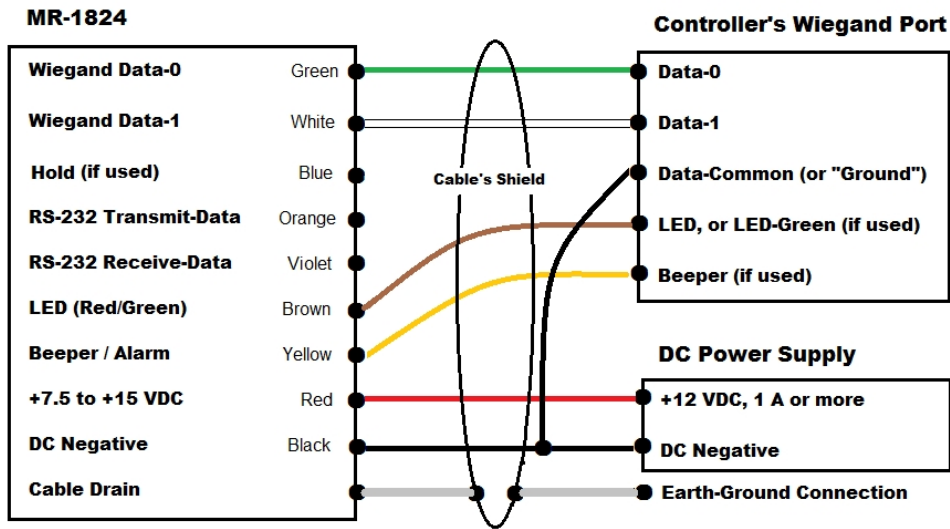 MR-1824
Controller's Wiegand Port
Wiegand Data-0 Green
Data-0
Wiegand Data-1 White
Data-1
Hold (if used) Blue
Cable's Shield
Data-Common (or "Ground")
RS-232 Transmit-Data Orange
LED, or LED-Green (if used)
RS-232 Receive-Data Violet
Beeper (if used)
LED (Red/Green) Brown
Beeper / Alarm Yellow
DC Power Supply
+7.5 to +15 VDC Red
+12 VDC, 1 A or more
DC Negative Black
DC Negative
Cable Drain
Earth-Ground Connection